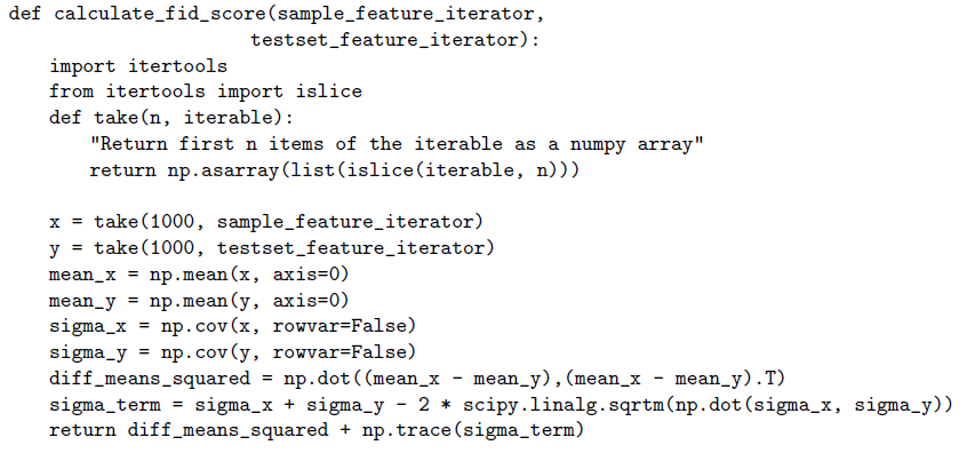 def calculate_fid_score(sample_feature_iterator,
                        testset_feature_iterator):
    import itertools
    from itertools import islice
    def take(n, iterable):
        "Return first n items of the iterable as a numpy array"
        return np.asarray(list(islice(iterable, n)))

    x = take(1000, sample_feature_iterator)
    y = take(1000, testset_feature_iterator)
    mean_x = np.mean(x, axis=0)
    mean_y = np.mean(y, axis=0)
    sigma_x = np.cov(x, rowvar=False)
    sigma_y = np.cov(y, rowvar=False)
    diff_means_squared = np.dot((mean_x - mean_y),(mean_x - mean_y).T)
    sigma_term = sigma_x + sigma_y - 2 * scipy.linalg.sqrtm(np.dot(sigma_x, sigma_y))
    return diff_means_squared + np.trace(sigma_term)